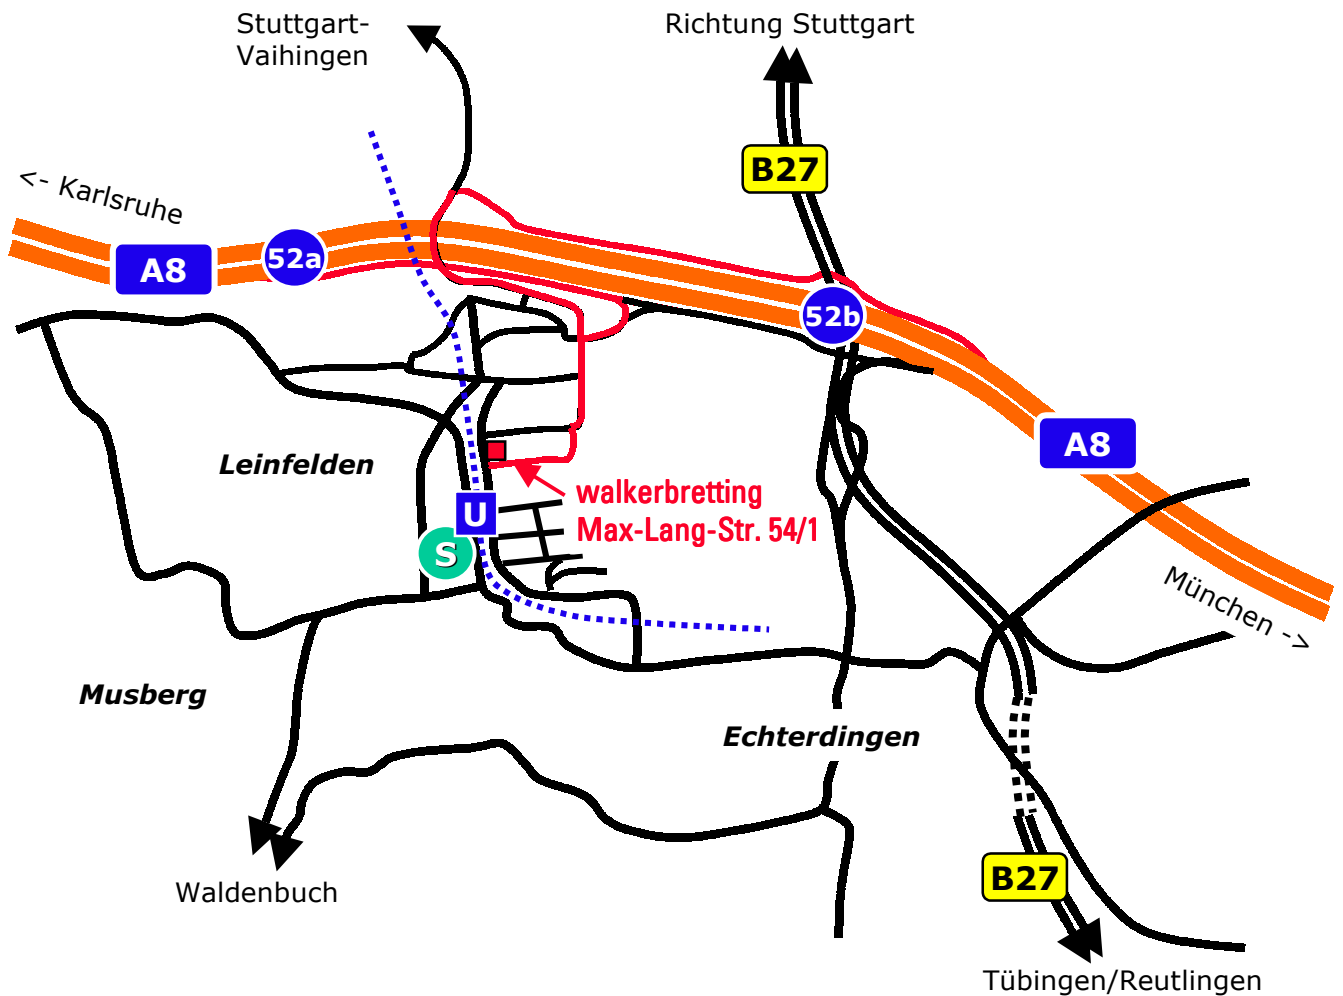 Stuttgart-
Vaihingen
Richtung Stuttgart
B27
<- Karlsruhe
A8
52a
52b
A8
Leinfelden
walkerbretting
Max-Lang-Str. 54/1
U
S
München ->
Musberg
Echterdingen
B27
Waldenbuch
Tübingen/Reutlingen